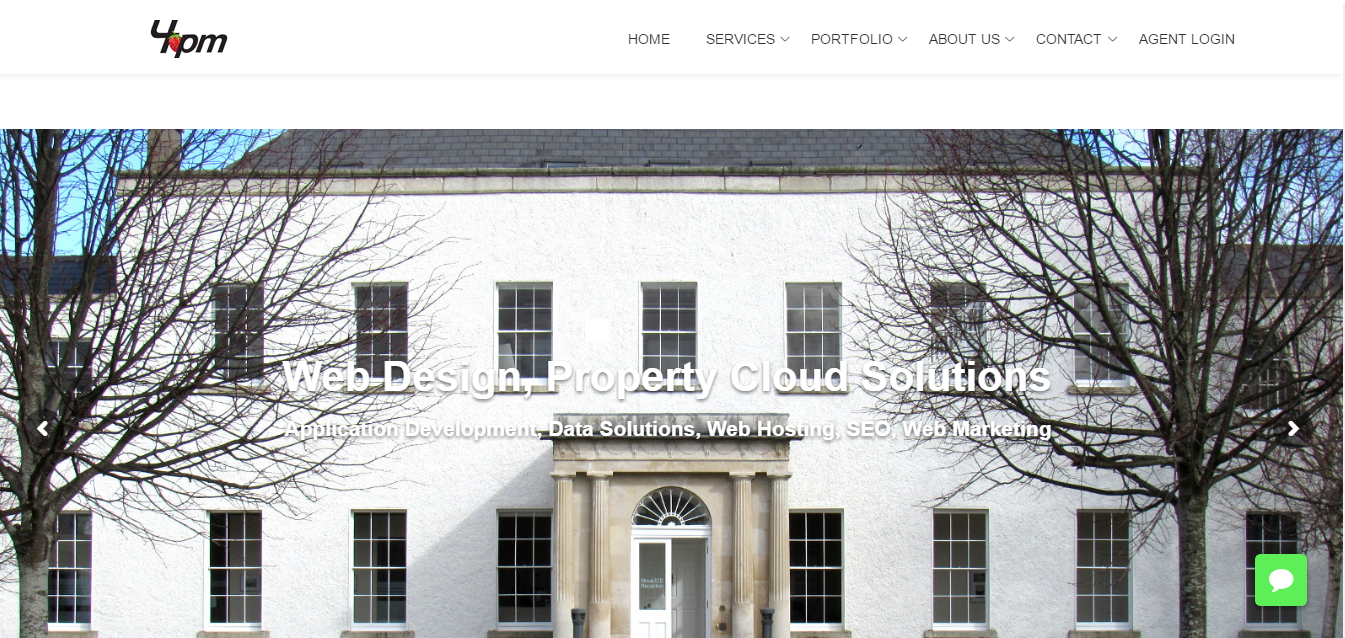 4pm
HOME SERVICES PORTFOLIO ABOUT US CONTACT AGENT LOGIN
Web Design, Property Cloud Solutions
Application Development, Data Solutions, Web Hosting, SEO, Web Marketing